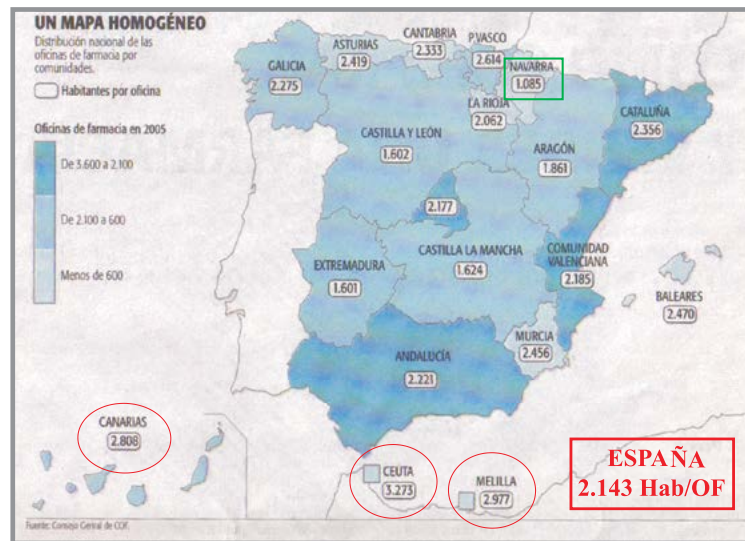 UN MAPA HOMOGÉNEO
Distribución nacional de las
oficinas de farmacia por
comunidades.
Habitantes por oficina
Oficinas de farmacia en 2005
De 3.600 a 2.100
De 2.100 a 600
Menos de 600
GALICIA
2.275
ASTURIAS
2.419
CANTABRIA
2.333
P.VASCO
2.614
NAVARRA
1.085
LA RIOJA
2.062
CATALUÑA
2.356
CASTILLA Y LEÓN
1.602
ARAGÓN
1.861
2.177
CASTILLA LA MANCHA
1.624
COMUNIDAD
VALENCIANA
2.185
EXTREMADURA
1.601
BALEARES
2.470
MURCIA
2.456
ANDALUCÍA
2.221
CANARIAS
2.808
CEUTA
3.273
MELILLA
2.977
ESPAÑA
2.143 Hab/OF
Fuente: Consejo General de COF.